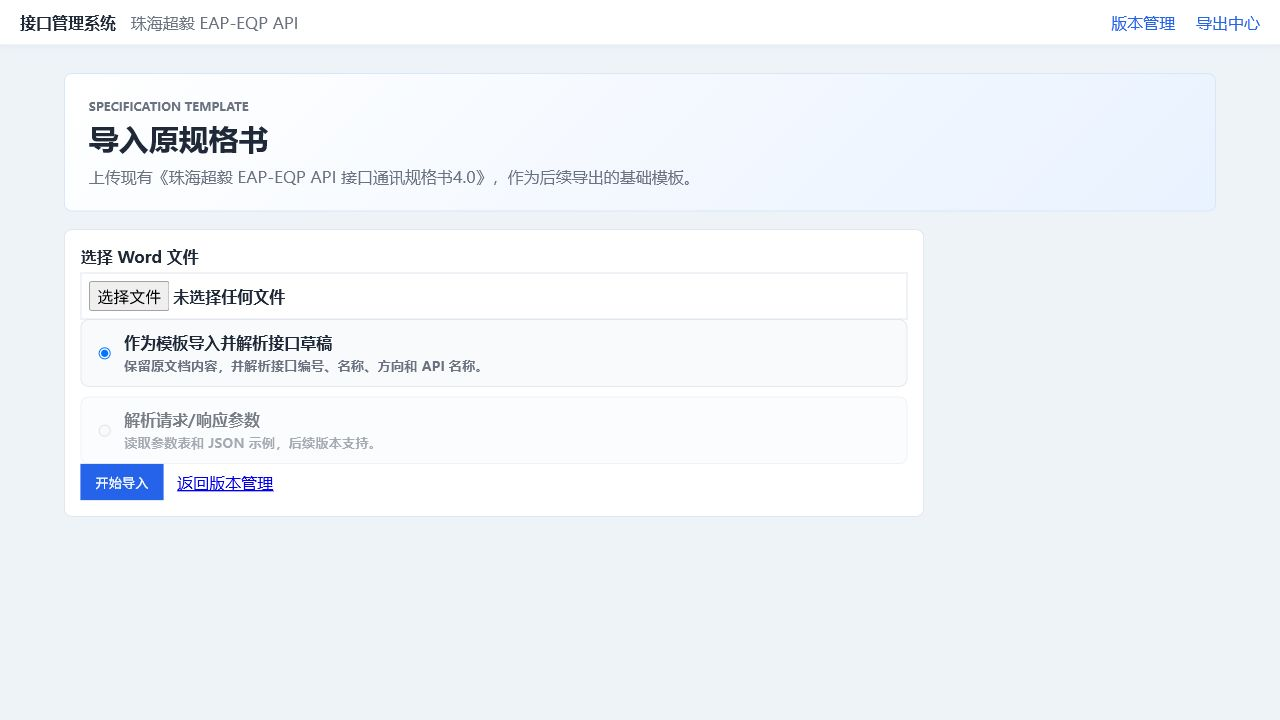 接口管理系统 珠海超毅 EAP-EQP API 版本管理 导出中心
SPECIFICATION TEMPLATE
导入原规格书
上传现有《珠海超毅 EAP-EQP API 接口通讯规格书4.0》，作为后续导出的基础模板。
选择 Word 文件
选择文件 未选择任何文件
作为模板导入并解析接口草稿
保留原文档内容，并解析接口编号、名称、方向和 API 名称。
解析请求/响应参数
读取参数表和 JSON 示例，后续版本支持。
开始导入 返回版本管理